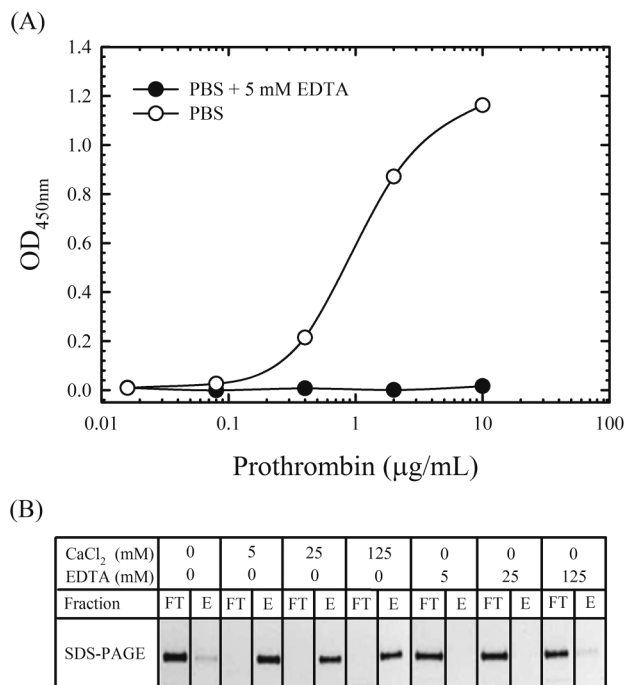 (A)
1.4
1.2
1.0
0.8
0.6
0.4
0.2
0.0
OD450nm
PBS + 5 mM EDTA
PBS
0.01 0.1 1 10 100
Prothrombin (µg/mL)
(B)
CaCl2 (mM) 0 5 25 125 0 0 0
EDTA (mM) 0 0 0 0 5 25 125
Fraction FT E FT E FT E FT E FT E FT E FT E
SDS-PAGE